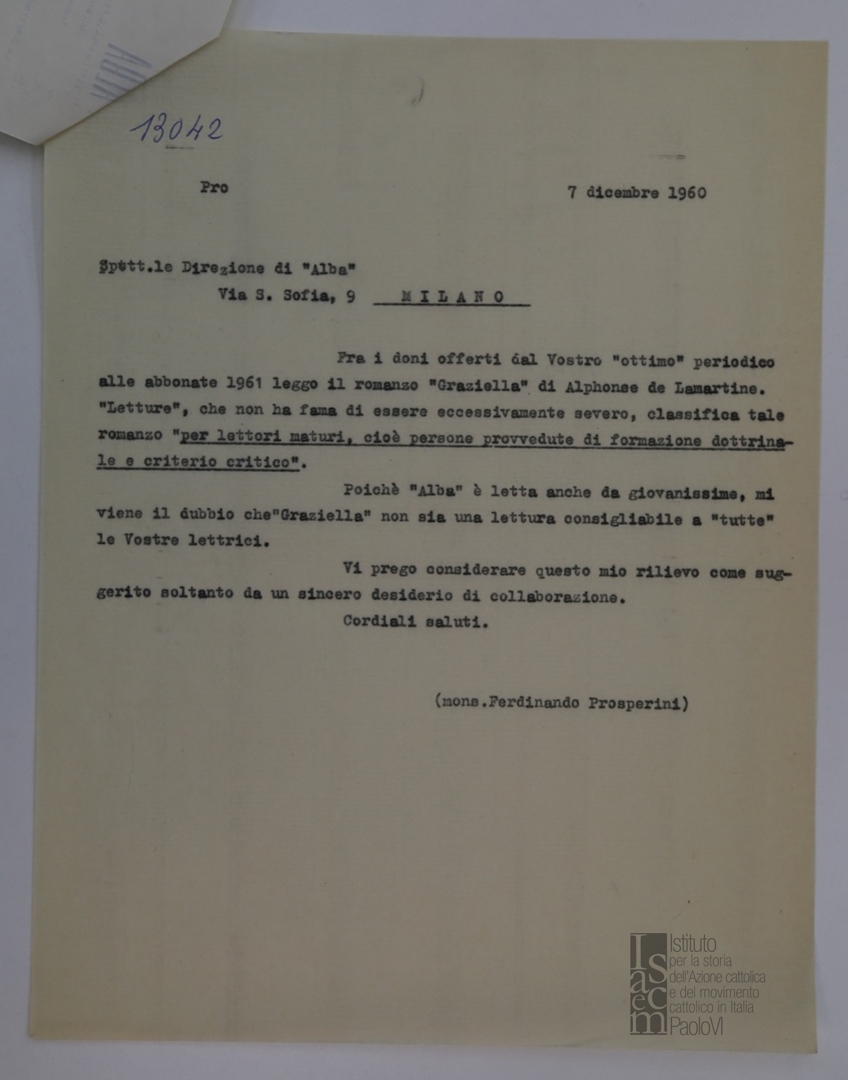 ALBA
13042
Pro
7 dicembre 1960
Spett.le Direzione di "Alba"
Via S. Sofia, 9 MILANO
Fra i doni offerti dal Vostro "ottimo" periodico
alle abbonate 1961 leggo il romanzo "Graziella" di Alphonse de Lamartine.
"Letture", che non ha fama di essere eccessivamente severo, classifica tale
romanzo "per lettori maturi, cioè persone provvedute di formazione dottrina-
le e criterio critico".
Poichè "Alba" è letta anche da giovanissime, mi
viene il dubbio che"Graziella" non sia una lettura consigliabile a "tutte"
le Vostre lettrici.
Vi prego considerare questo mio rilievo come sug-
gerito soltanto da un sincero desiderio di collaborazione.
Cordiali saluti.
(mons.Ferdinando Prosperini)
Isacem
Istituto
per la storia
dell'Azione cattolica
e del movimento
cattolico in Italia
PaoloVI